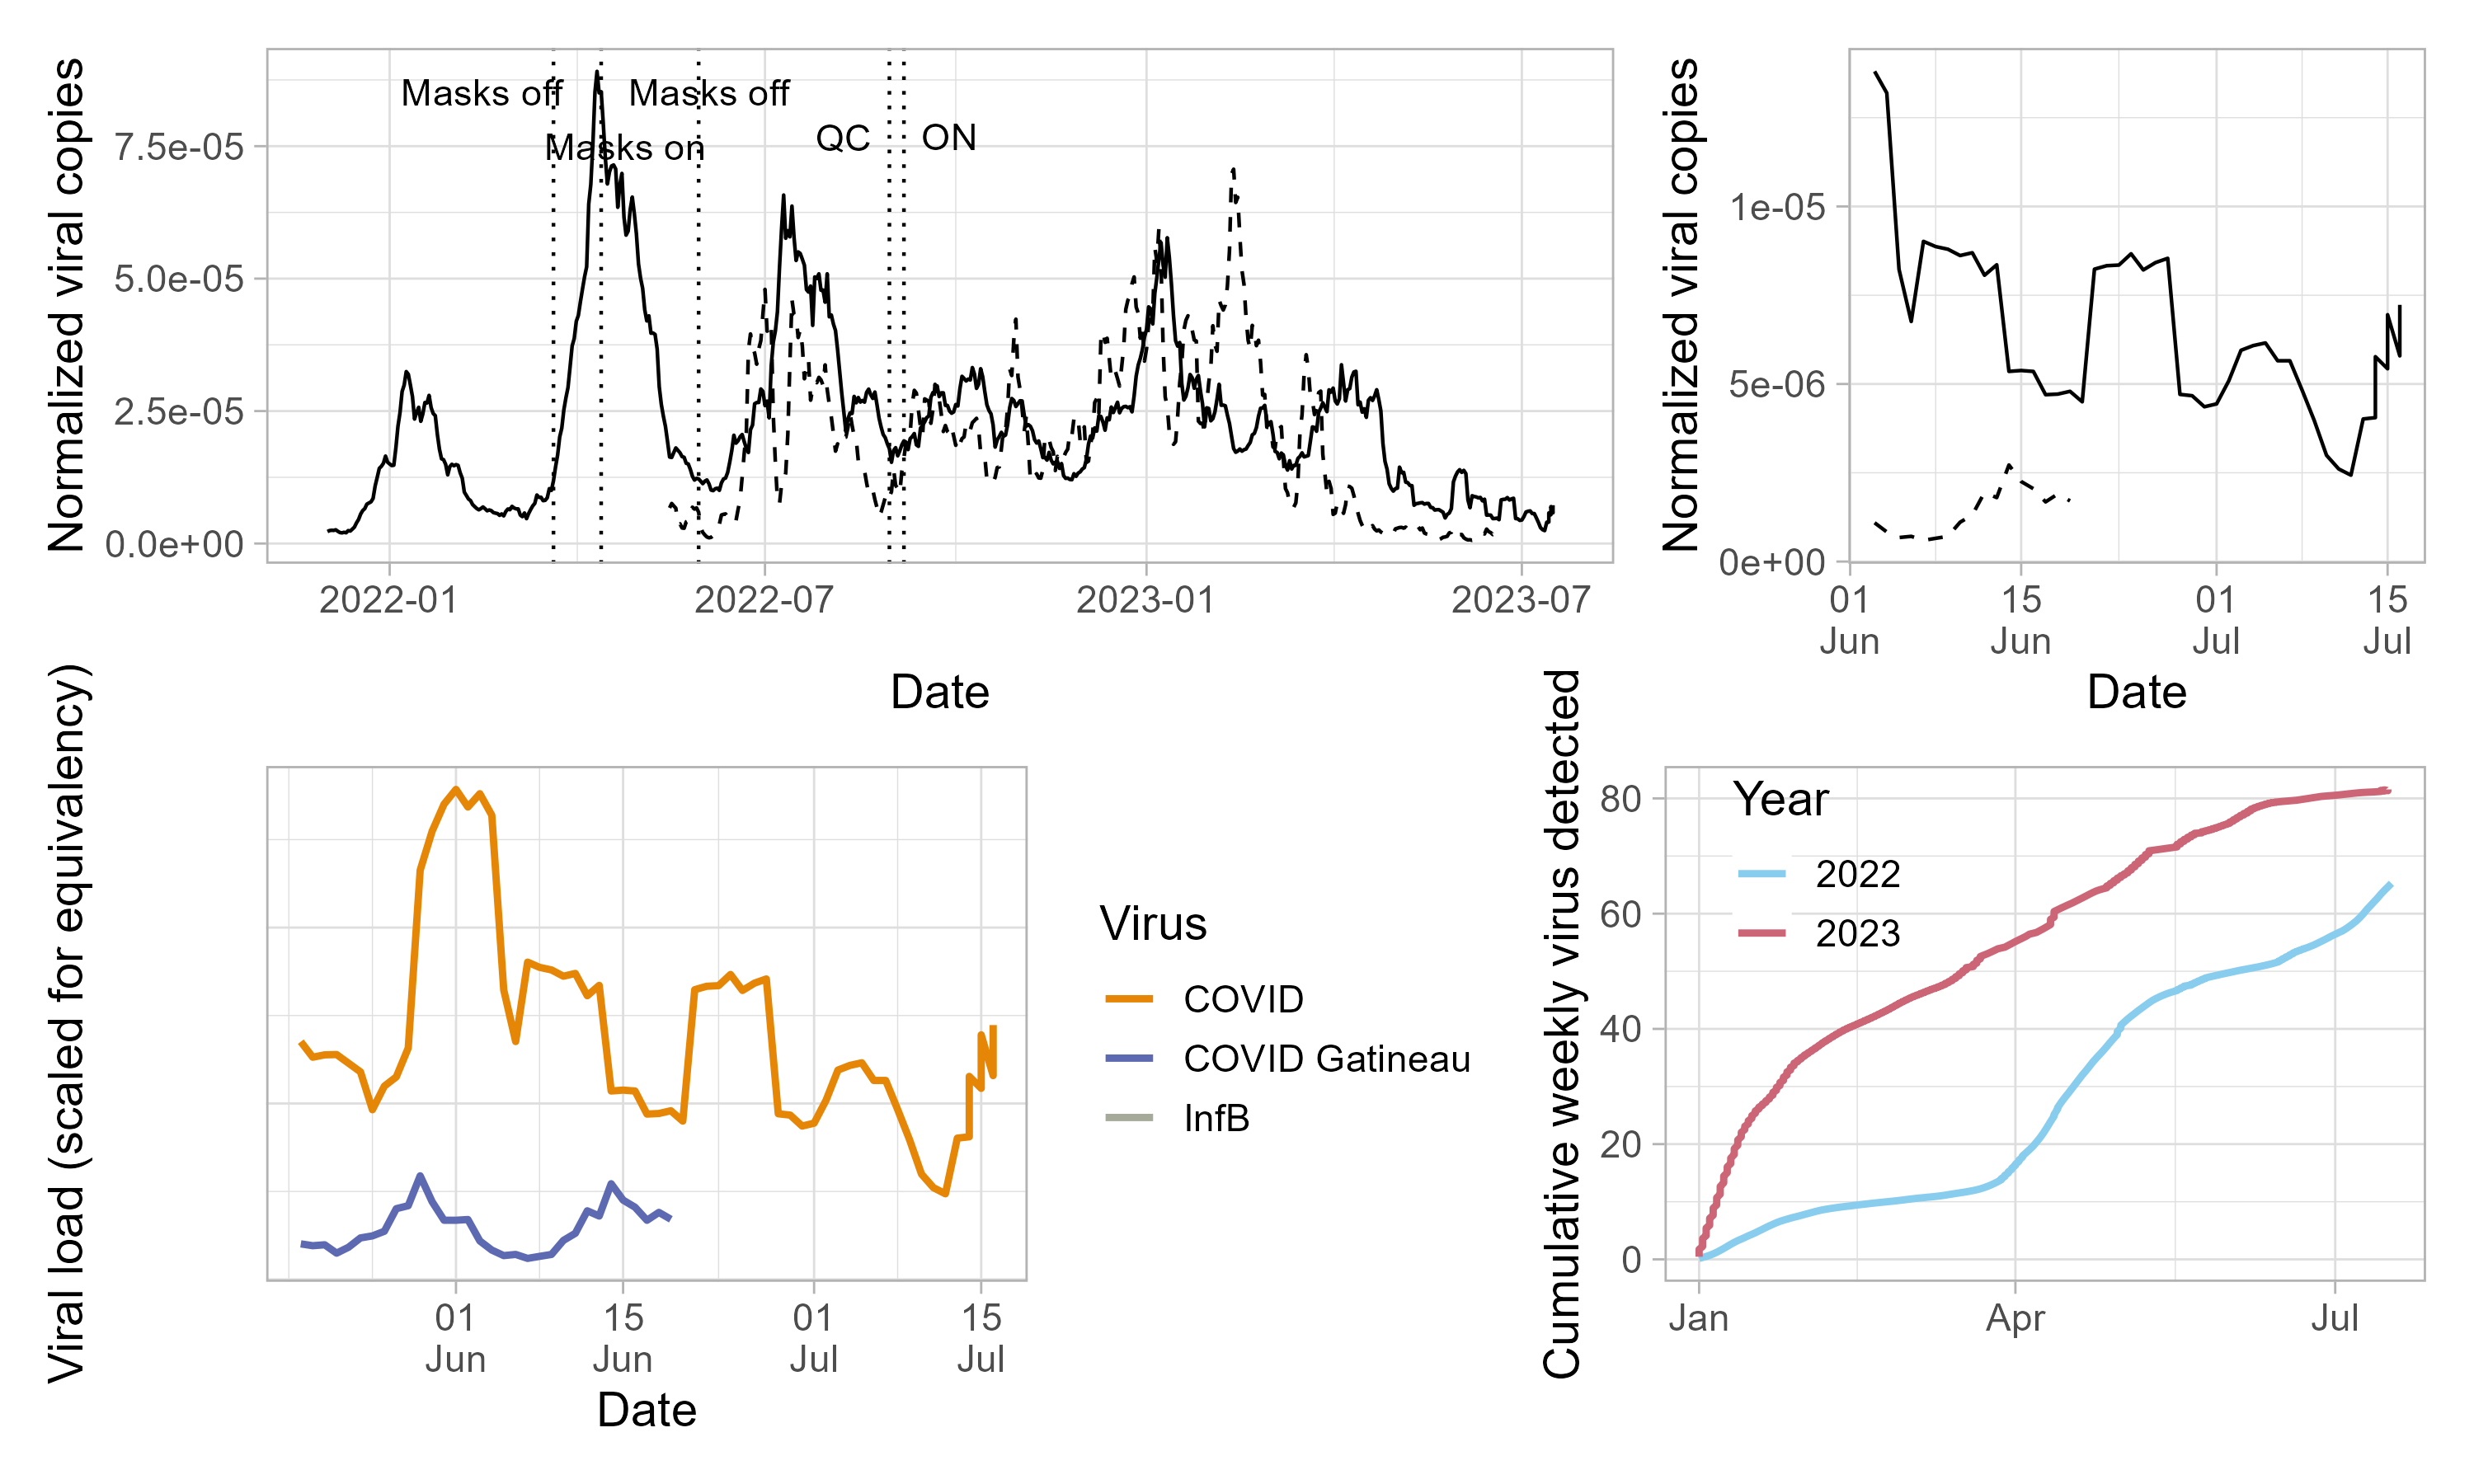 Normalized viral copies
7.5e-05
5.0e-05
2.5e-05
0.0e+00
Masks off
Masks on
Masks off
QC
ON
2022-01
2022-07
2023-01
2023-07
Date
Normalized viral copies
1e-05
5e-06
0e+00
01
Jun
15
Jun
01
Jul
15
Jul
Date
Viral load (scaled for equivalency)
01
Jun
15
Jun
01
Jul
15
Jul
Date
Virus
COVID
COVID Gatineau
InfB
Cumulative weekly virus detected
80
60
40
20
0
Year
2022
2023
Jan
Apr
Jul